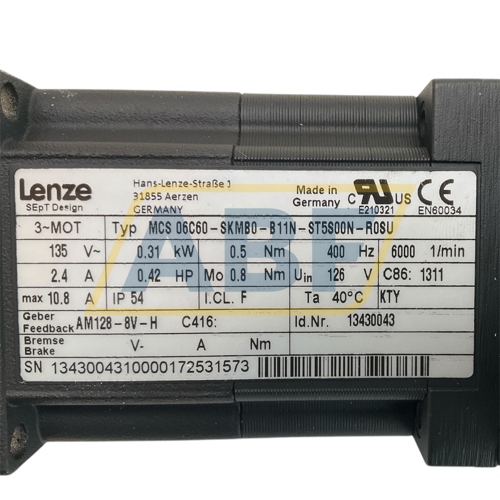 Lenze
SEpT Design
Hans-Lenze-Straße 1
31855 Aerzen
GERMANY
Made in
Germany
C UR US
E210321
CE
EN60034
3~MOT Typ MCS 06C60-SKMB0-B11N-ST5S00N-R0SU
135 V~ 0.31 kW 0.5 Nm 400 Hz 6000 1/min
2.4 A 0.42 HP Mo 0.8 Nm Uin 126 V C86: 1311
max 10.8 A IP 54 I.CL. F Ta 40°C KTY
Geber
Feedback AM128-8V-H C416: Id.Nr. 13430043
Bremse
Brake V- A Nm
SN 1343004310000172531573
ABF